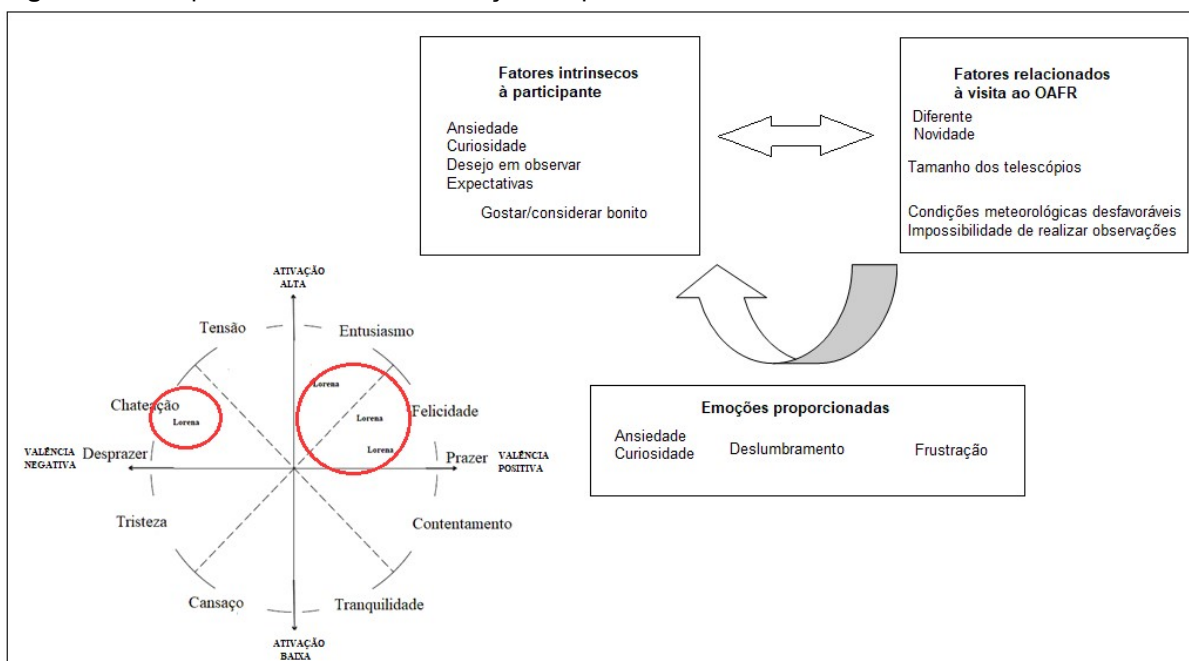 Fatores intrinsecos
à participante
Ansiedade
Curiosidade
Desejo em observar
Expectativas
Gostar/considerar bonito
Fatores relacionados
à visita ao OAFR
Diferente
Novidade
Tamanho dos telescópios
Condições meteorológicas desfavoráveis
Impossibilidade de realizar observações
ATIVAÇÃO
ALTA
Tensão
Entusiasmo
Lorena
Chateação
Lorena
Lorena
Felicidade
Lorena
VALÊNCIA
NEGATIVA
Desprazer
Prazer
VALÊNCIA
POSITIVA
Tristeza
Contentamento
Cansaço
Tranquilidade
ATIVAÇÃO
BAIXA
Emoções proporcionadas
Ansiedade
Curiosidade
Deslumbramento
Frustração